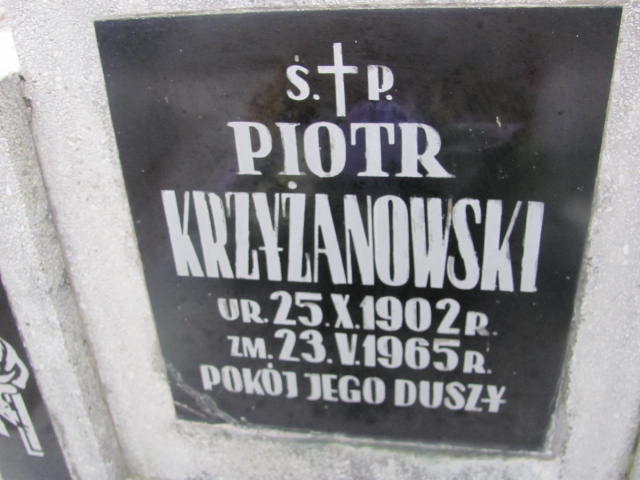 Ś. P.
PIOTR
KRZYŻANOWSKI
UR. 25.X.1902 R.
ZM. 23.V.1965 R.
POKÓJ JEGO DUSZY